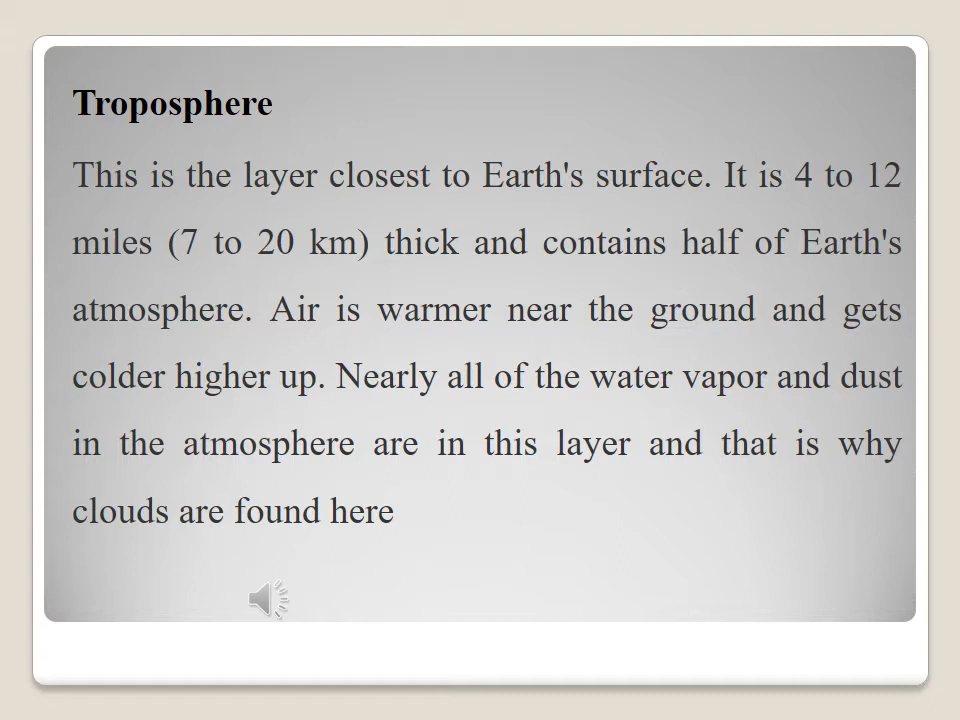 Troposphere
This is the layer closest to Earth's surface. It is 4 to 12
miles (7 to 20 km) thick and contains half of Earth's
atmosphere. Air is warmer near the ground and gets
colder higher up. Nearly all of the water vapor and dust
in the atmosphere are in this layer and that is why
clouds are found here